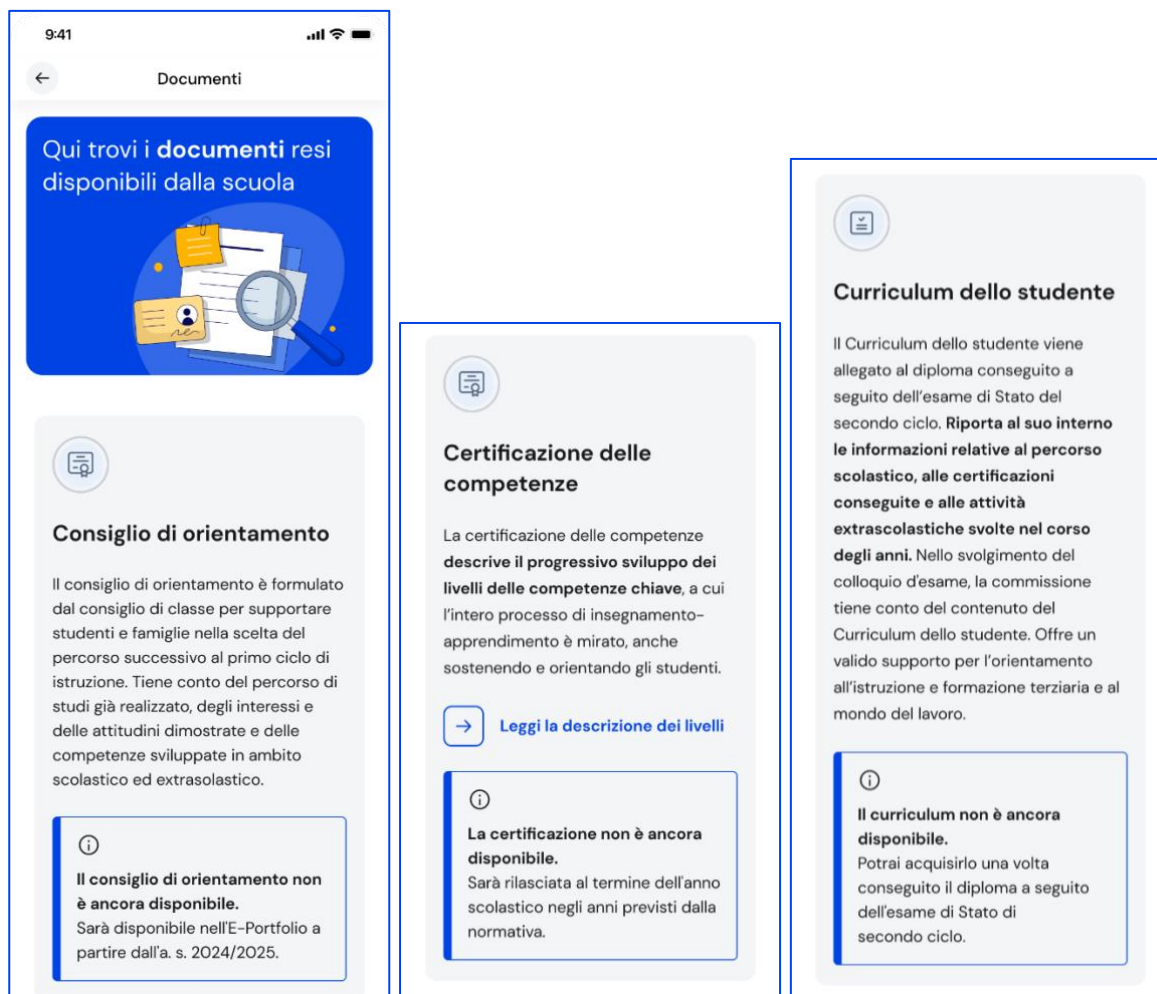 9:41
Documenti
Qui trovi i documenti resi
disponibili dalla scuola
Consiglio di orientamento
Il consiglio di orientamento è formulato
dal consiglio di classe per supportare
studenti e famiglie nella scelta del
percorso successivo al primo ciclo di
istruzione. Tiene conto del percorso di
studi già realizzato, degli interessi e
delle attitudini dimostrate e delle
competenze sviluppate in ambito
scolastico ed extrasolastico.
Il consiglio di orientamento non
è ancora disponibile.
Sarà disponibile nell'E-Portfolio a
partire dall'a. s. 2024/2025.
Certificazione delle
competenze
La certificazione delle competenze
descrive il progressivo sviluppo dei
livelli delle competenze chiave, a cui
l'intero processo di insegnamento-
apprendimento è mirato, anche
sostenendo e orientando gli studenti.
Leggi la descrizione dei livelli
La certificazione non è ancora
disponibile.
Sarà rilasciata al termine dell'anno
scolastico negli anni previsti dalla
normativa.
Curriculum dello studente
Il Curriculum dello studente viene
allegato al diploma conseguito a
seguito dell'esame di Stato del
secondo ciclo. Riporta al suo interno
le informazioni relative al percorso
scolastico, alle certificazioni
conseguite e alle attività
extrascolastiche svolte nel corso
degli anni. Nello svolgimento del
colloquio d'esame, la commissione
tiene conto del contenuto del
Curriculum dello studente. Offre un
valido supporto per l'orientamento
all'istruzione e formazione terziaria e al
mondo del lavoro.
Il curriculum non è ancora
disponibile.
Potrai acquisirlo una volta
conseguito il diploma a seguito
dell'esame di Stato di
secondo ciclo.